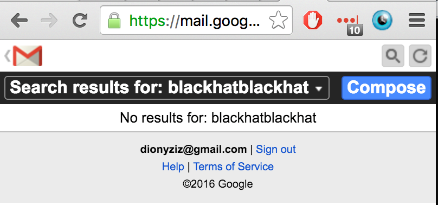 https://mail.goog...
10
Search results for: blackhatblackhat
Compose
No results for: blackhatblackhat
dionyziz@gmail.com | Sign out
Help | Terms of Service
©2016 Google